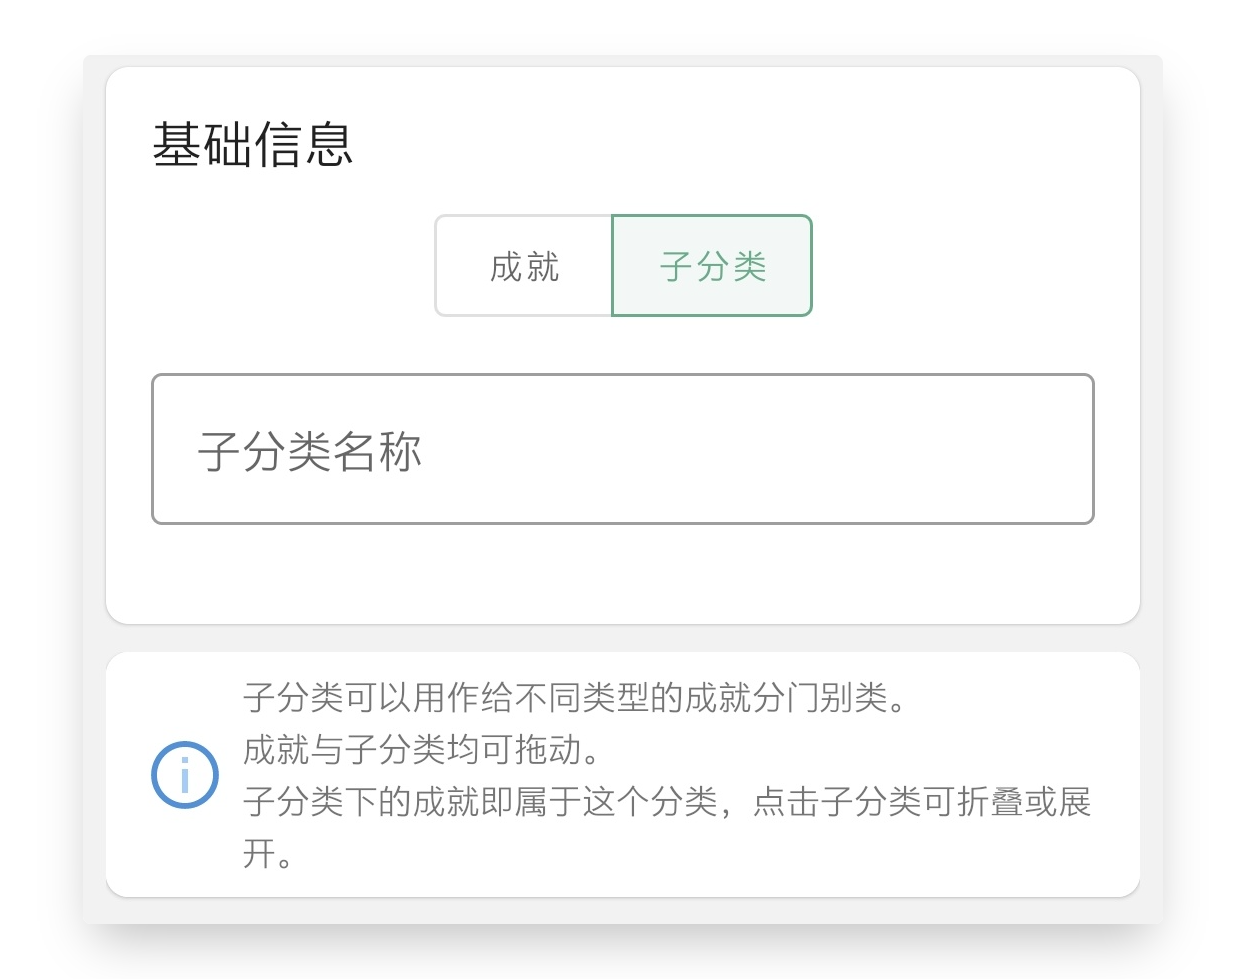 基础信息
成就
子分类
子分类名称
子分类可以用作给不同类型的成就分门别类。
成就与子分类均可拖动。
子分类下的成就即属于这个分类，点击子分类可折叠或展
开。